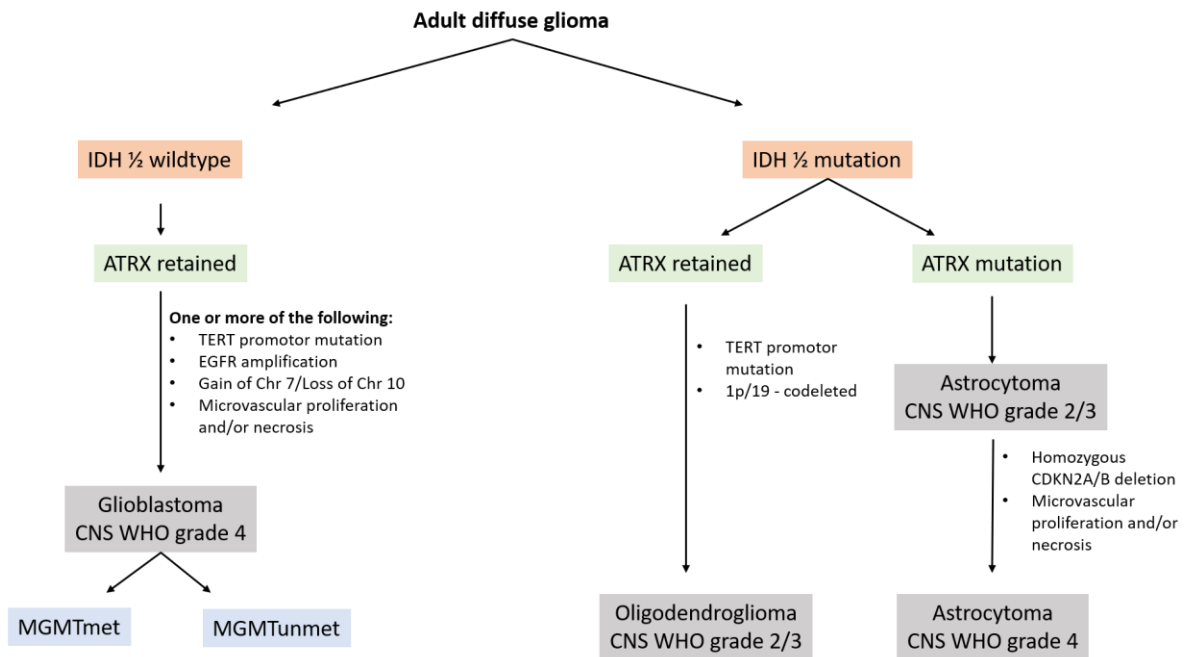 Adult diffuse glioma
IDH ½ wildtype
IDH ½ mutation
ATRX retained
ATRX retained
ATRX mutation
One or more of the following:
• TERT promotor mutation
• EGFR amplification
• Gain of Chr 7/Loss of Chr 10
• Microvascular proliferation
and/or necrosis
• TERT promotor
mutation
• 1p/19 - codeleted
Astrocytoma
CNS WHO grade 2/3
• Homozygous
CDKN2A/B deletion
• Microvascular
proliferation and/or
necrosis
Glioblastoma
CNS WHO grade 4
MGMTmet
MGMTunmet
Oligodendroglioma
CNS WHO grade 2/3
Astrocytoma
CNS WHO grade 4